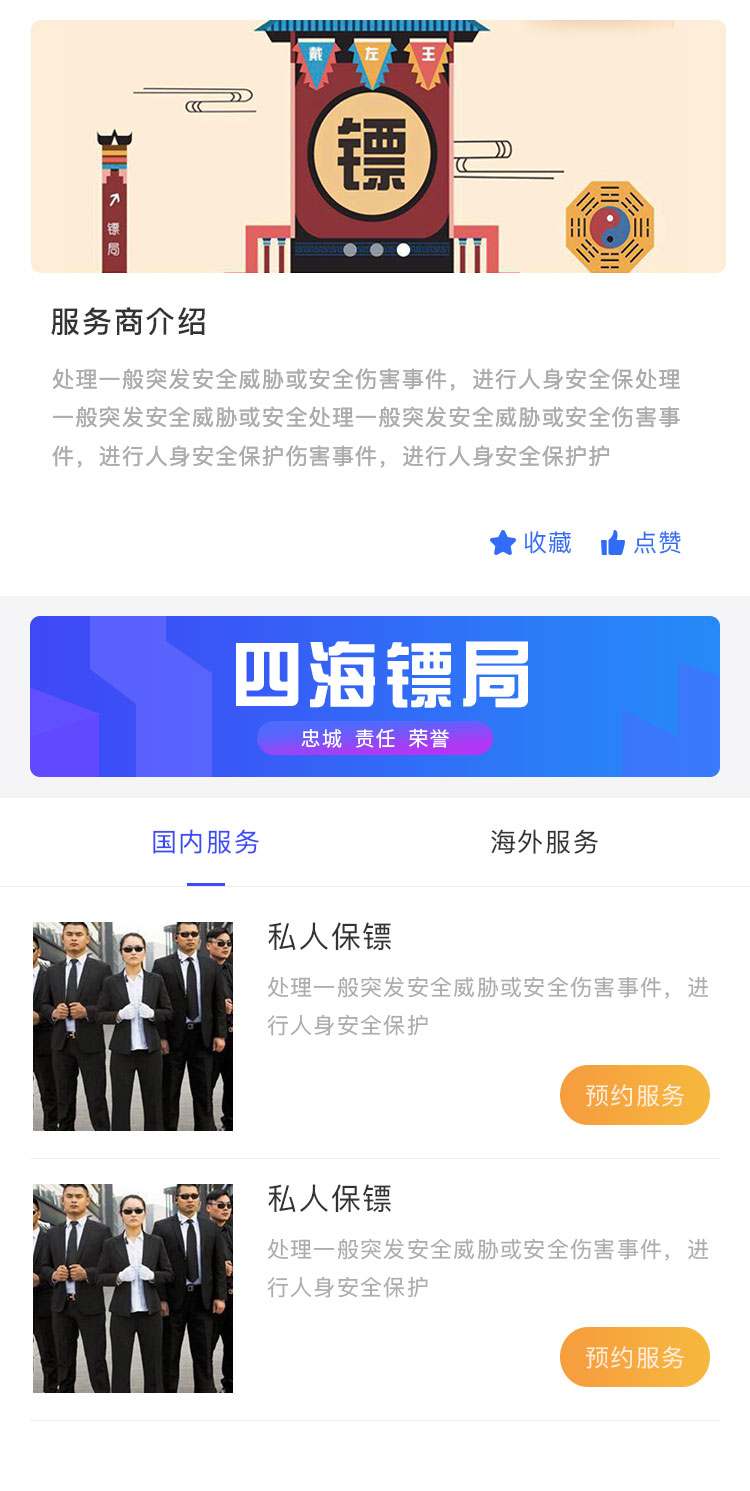 戴 左 王
镖
镖局
服务商介绍
处理一般突发安全威胁或安全伤害事件，进行人身安全保处理
一般突发安全威胁或安全处理一般突发安全威胁或安全伤害事
件，进行人身安全保护伤害事件，进行人身安全保护护
收藏 点赞
四海镖局
忠城 责任 荣誉
国内服务 海外服务
私人保镖
处理一般突发安全威胁或安全伤害事件，进
行人身安全保护
预约服务
私人保镖
处理一般突发安全威胁或安全伤害事件，进
行人身安全保护
预约服务